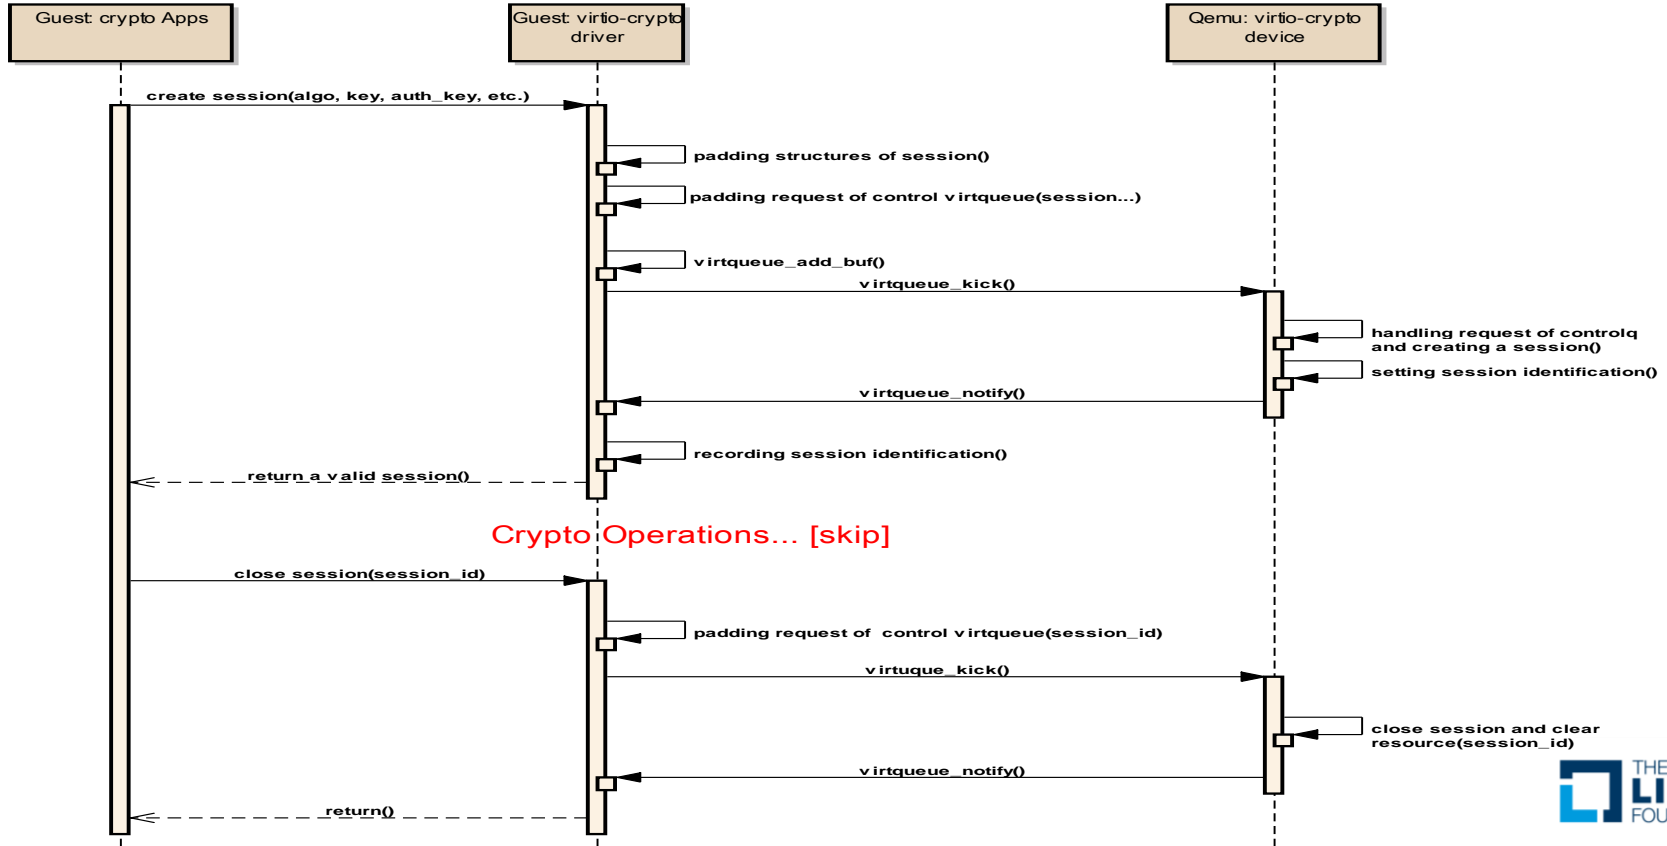 Guest: crypto Apps
Guest: virtio-crypto
driver
Qemu: virtio-crypto
device
create session(algo, key, auth_key, etc.)
padding structures of session()
padding request of control virtqueue(session...)
virtqueue_add_buf()
virtqueue_kick()
handling request of controlq
and creating a session()
setting session identification()
virtqueue_notify()
recording session identification()
return a valid session()
Crypto Operations... [skip]
close session(session_id)
padding request of  control virtqueue(session_id)
virtuque_kick()
close session and clear
resource(session_id)
virtqueue_notify()
return()
THE
LI
FOU